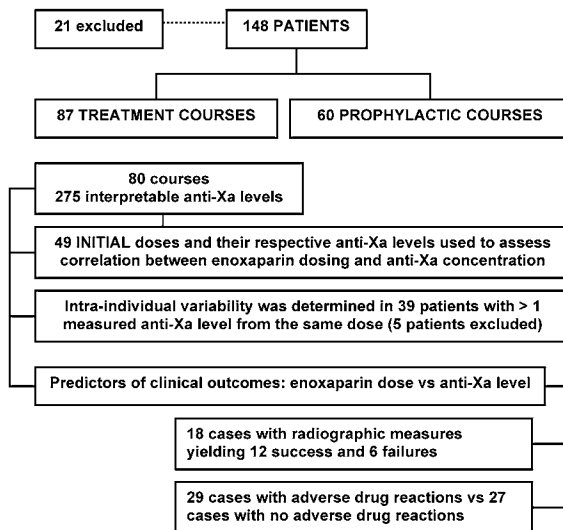 21 excluded
148 PATIENTS
87 TREATMENT COURSES
60 PROPHYLACTIC COURSES
80 courses
275 interpretable anti-Xa levels
49 INITIAL doses and their respective anti-Xa levels used to assess
correlation between enoxaparin dosing and anti-Xa concentration
Intra-individual variability was determined in 39 patients with > 1
measured anti-Xa level from the same dose (5 patients excluded)
Predictors of clinical outcomes: enoxaparin dose vs anti-Xa level
18 cases with radiographic measures
yielding 12 success and 6 failures
29 cases with adverse drug reactions vs 27
cases with no adverse drug reactions